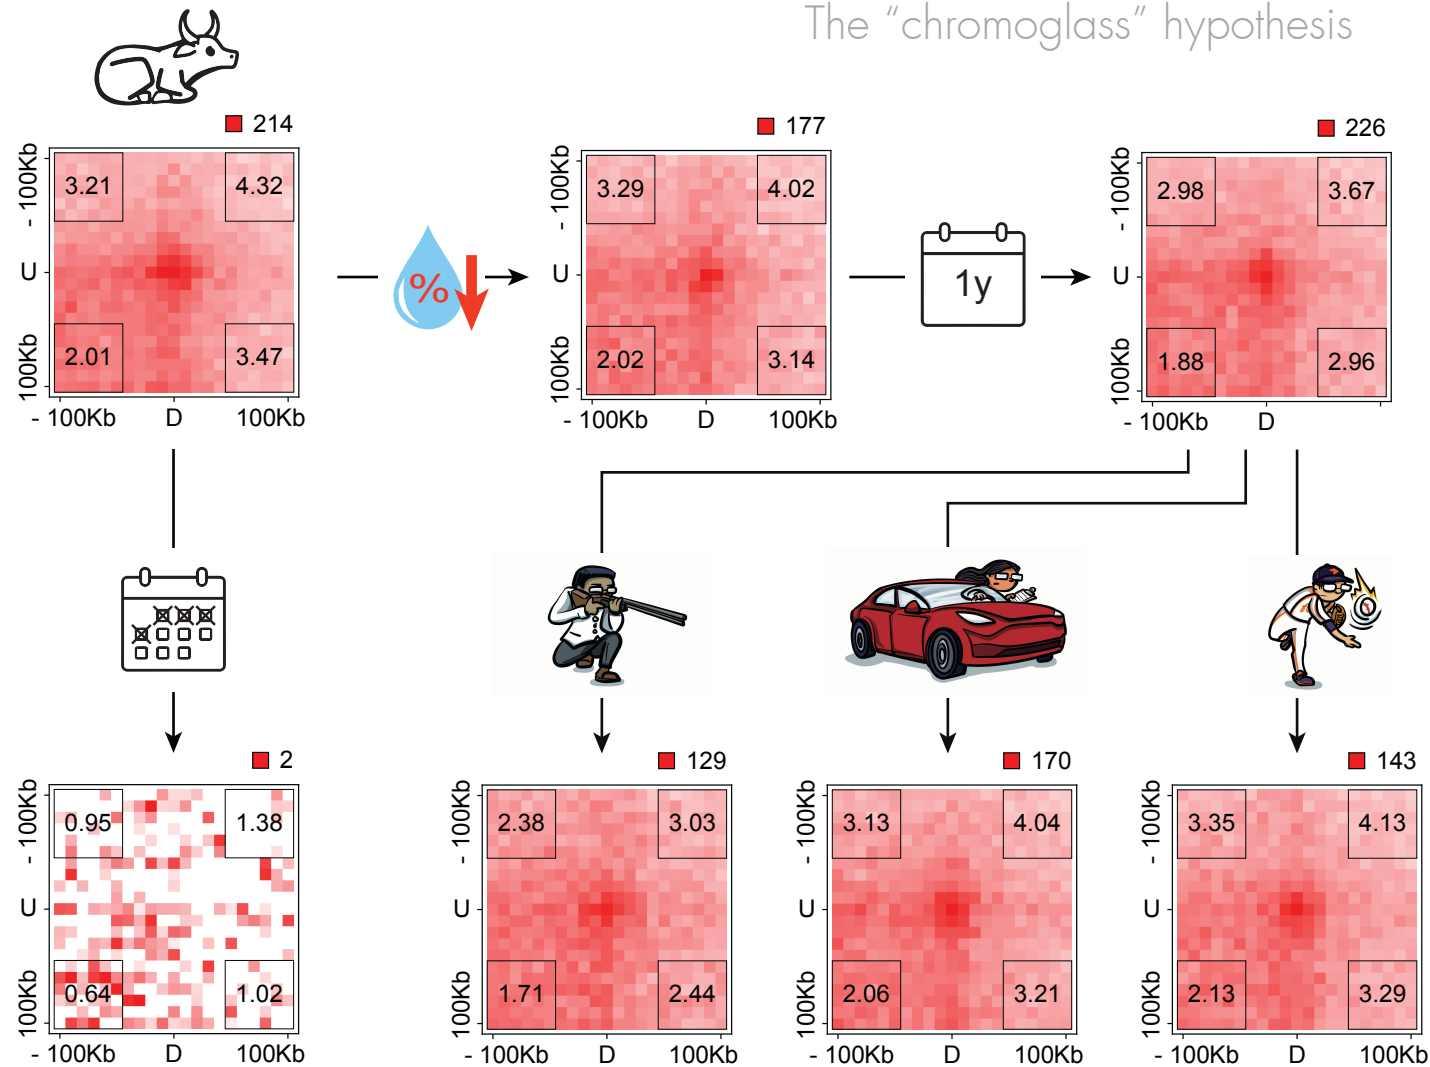 The “chromoglass” hypothesis
214
- 100Kb
U
100Kb
3.21
4.32
2.01
3.47
- 100Kb D 100Kb
%
177
- 100Kb
U
100Kb
3.29
4.02
2.02
3.14
- 100Kb D 100Kb
1y
226
- 100Kb
U
100Kb
2.98
3.67
1.88
2.96
- 100Kb D
2
- 100Kb
U
100Kb
0.95
1.38
0.64
1.02
- 100Kb D 100Kb
129
- 100Kb
U
100Kb
2.38
3.03
1.71
2.44
- 100Kb D 100Kb
170
- 100Kb
U
100Kb
3.13
4.04
2.06
3.21
- 100Kb D 100Kb
143
- 100Kb
U
100Kb
3.35
4.13
2.13
3.29
- 100Kb D 100Kb